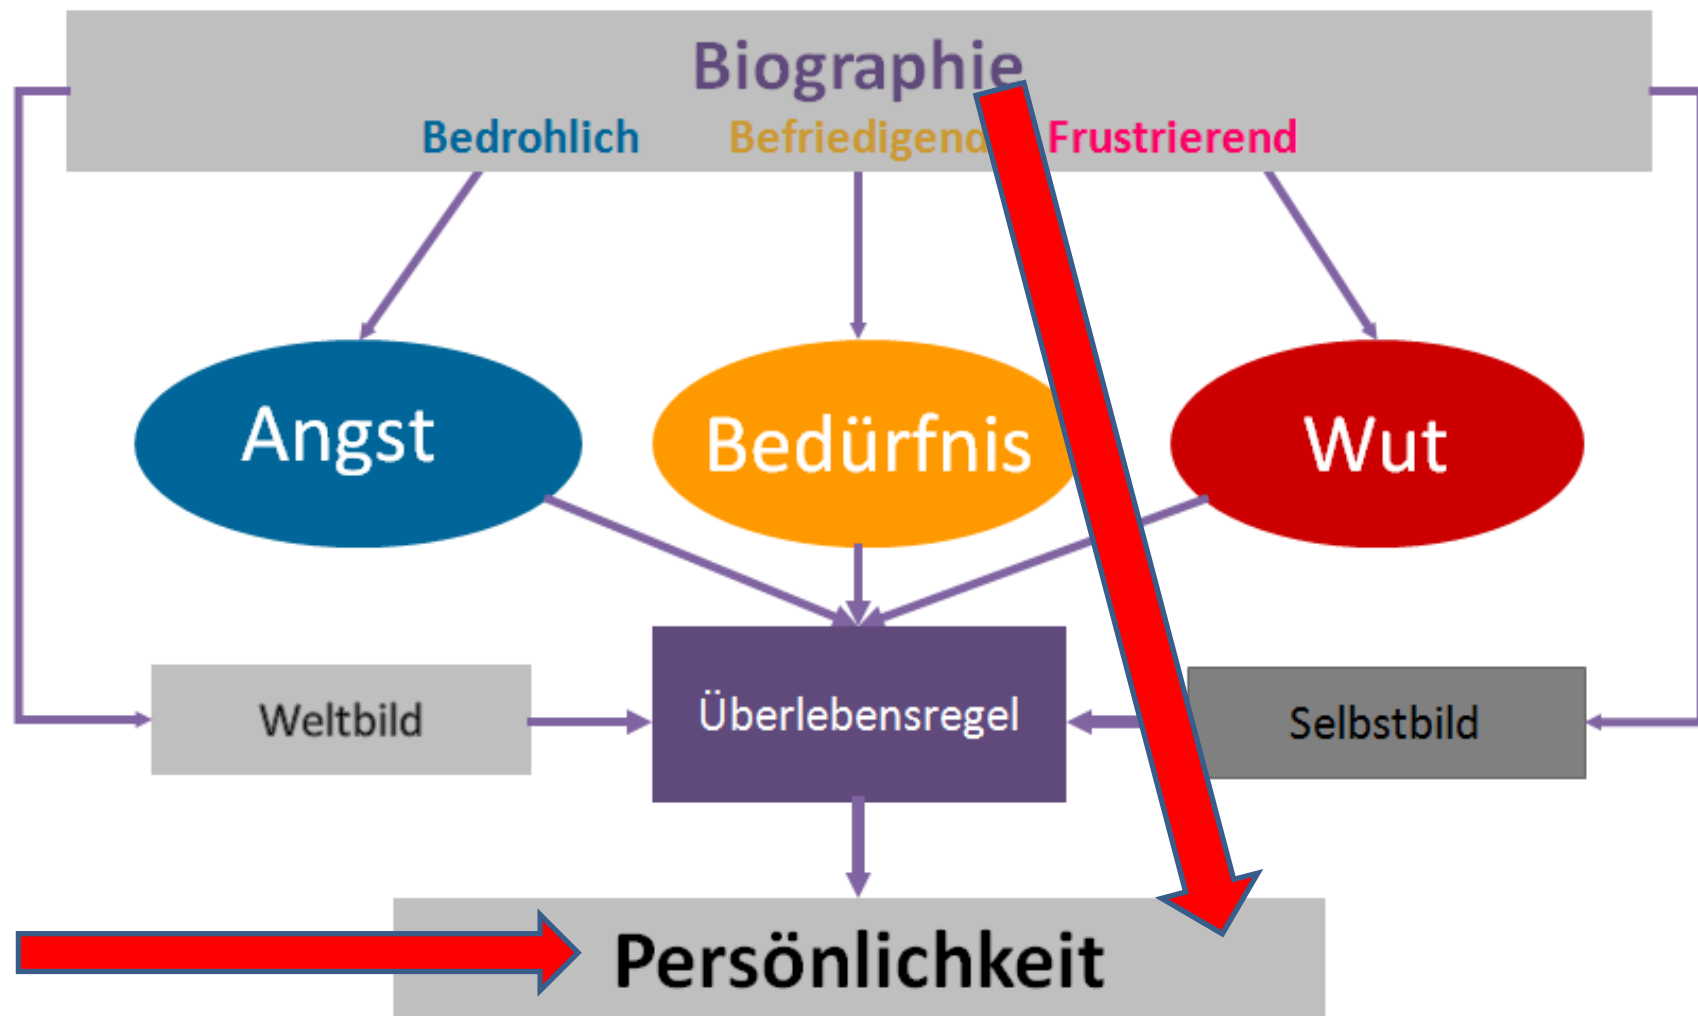 Biographie
Bedrohlich Befriedigend Frustrierend
Angst Bedürfnis Wut
Weltbild Überlebensregel Selbstbild
Persönlichkeit